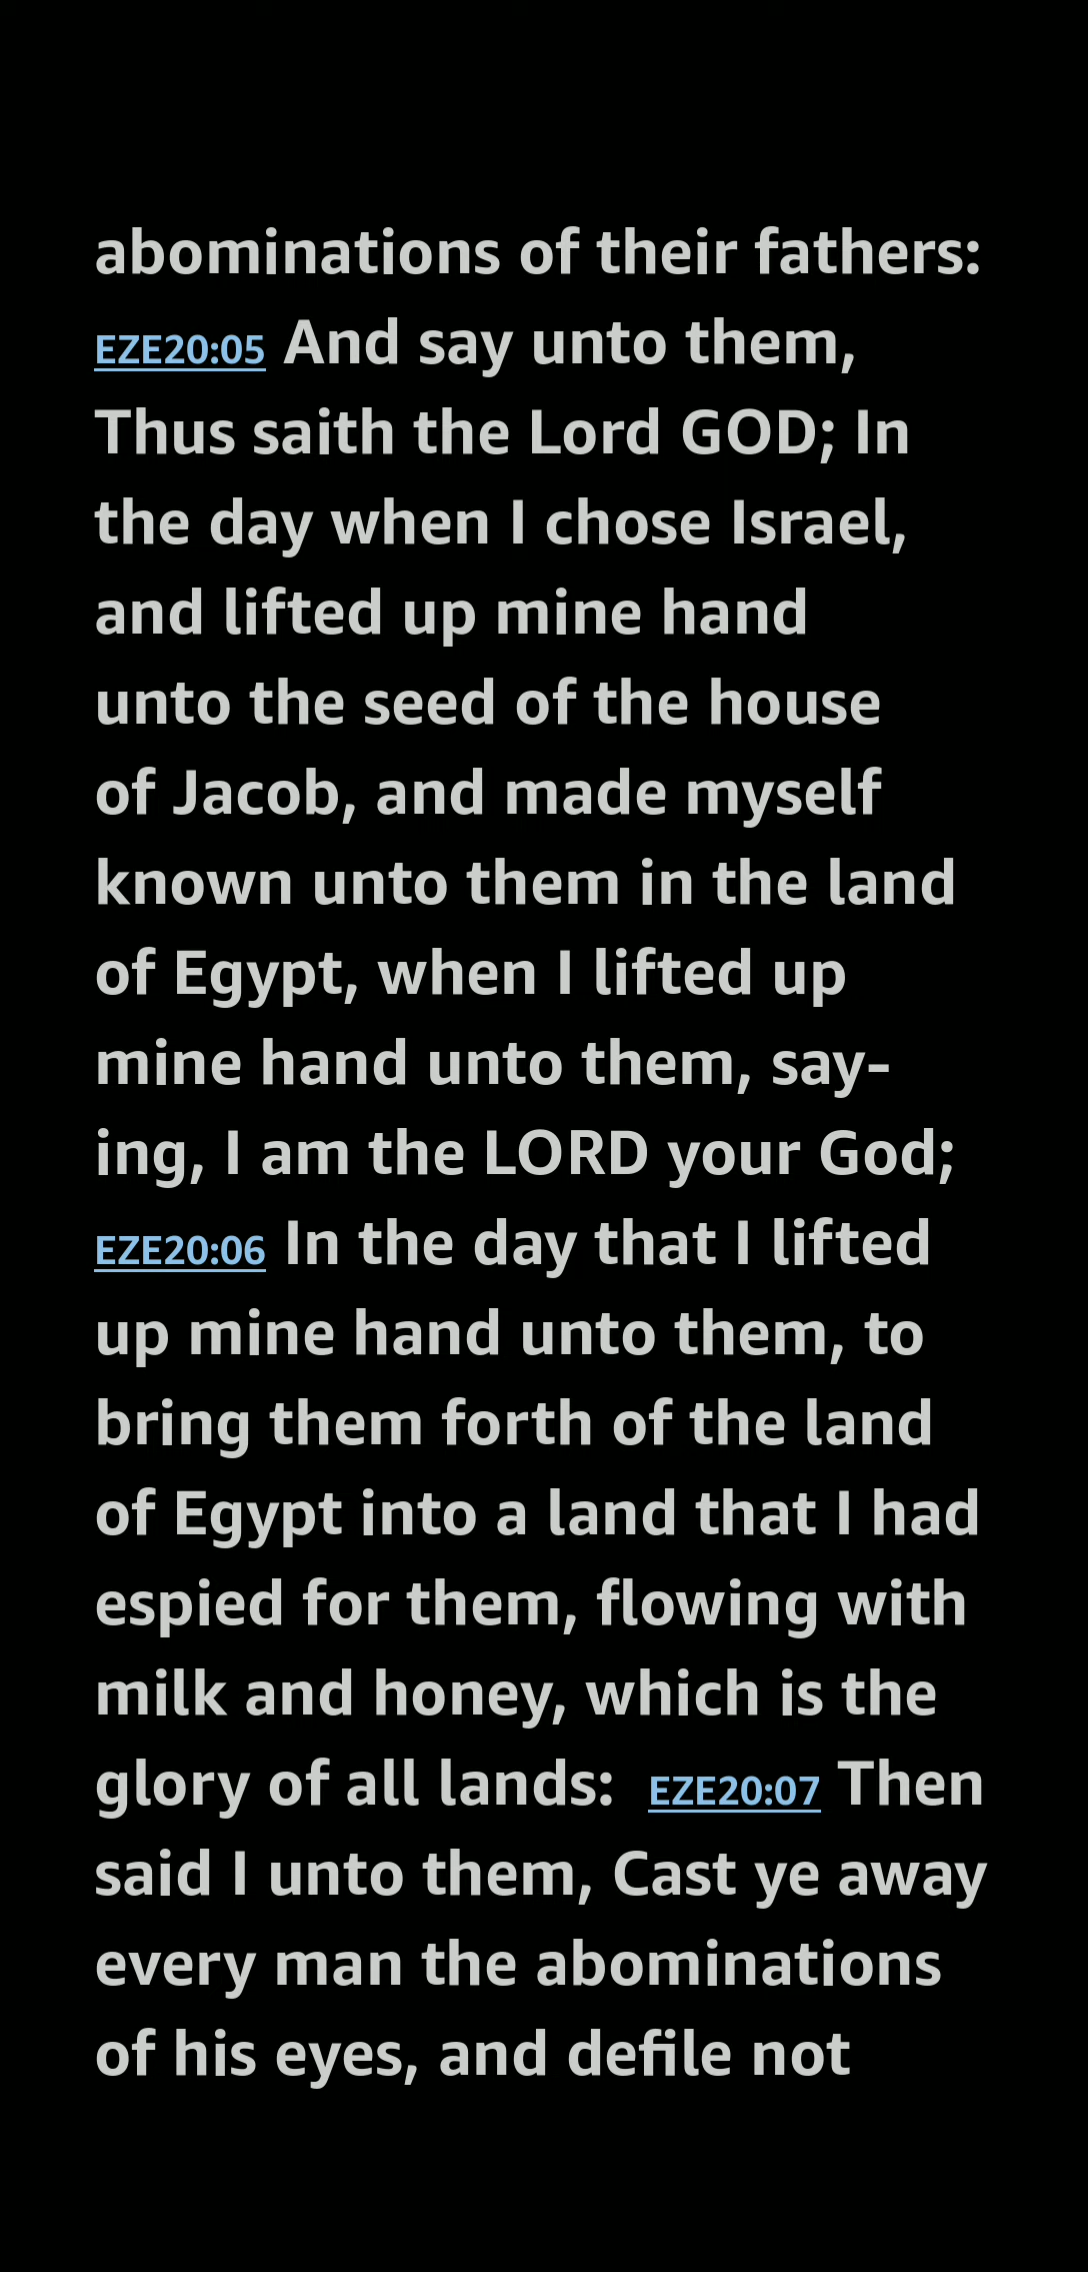 abominations of their fathers:
EZE20:05 And say unto them,
Thus saith the Lord GOD; In
the day when I chose Israel,
and lifted up mine hand
unto the seed of the house
of Jacob, and made myself
known unto them in the land
of Egypt, when I lifted up
mine hand unto them, say-
ing, I am the LORD your God;
EZE20:06 In the day that I lifted
up mine hand unto them, to
bring them forth of the land
of Egypt into a land that I had
espied for them, flowing with
milk and honey, which is the
glory of all lands: EZE20:07 Then
said I unto them, Cast ye away
every man the abominations
of his eyes, and defile not